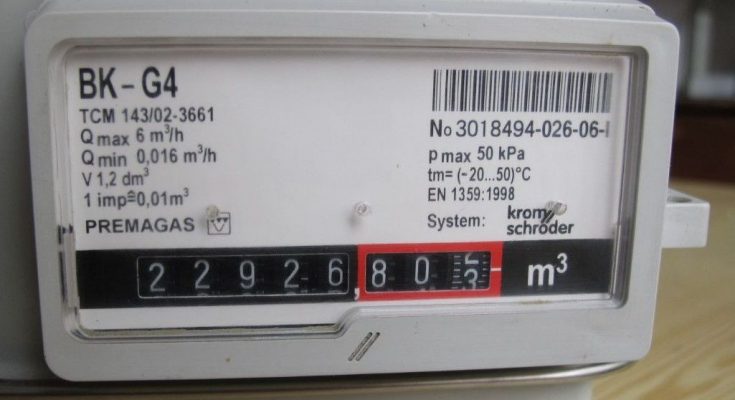 BK-G4
TCM 143/02-3661
Q max 6 m³/h
Q min 0,016 m³/h
V 1,2 dm³
1 imp≙0,01m³
PREMAGAS
No 3018494-026-06-
p max 50 kPa
tm= (-20...50)°C
EN 1359:1998
System: krom schroder
22926,80
m³